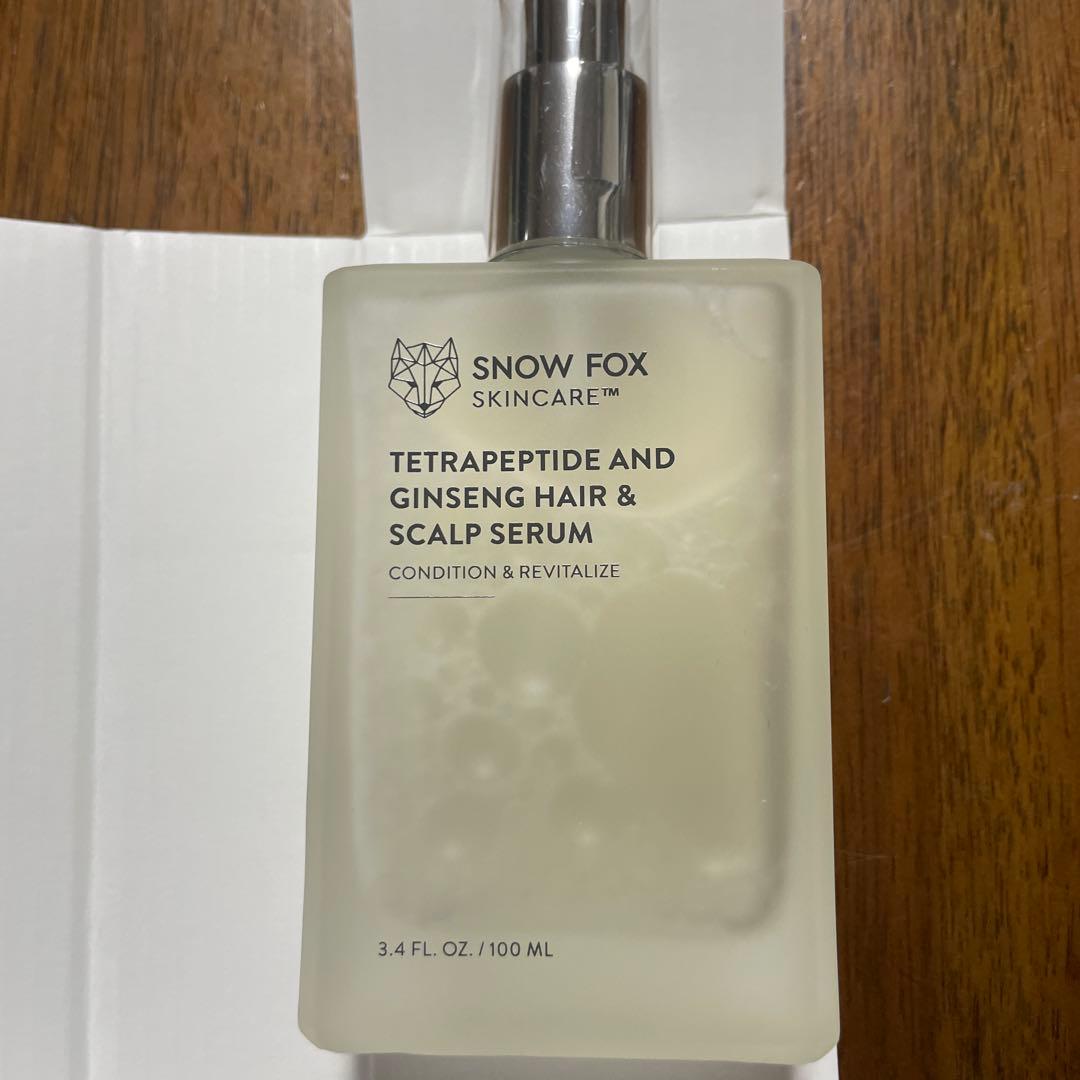 SNOW FOX
SKINCARE™
TETRAPEPTIDE AND
GINSENG HAIR &
SCALP SERUM
CONDITION & REVITALIZE
3.4 FL. OZ. / 100 ML